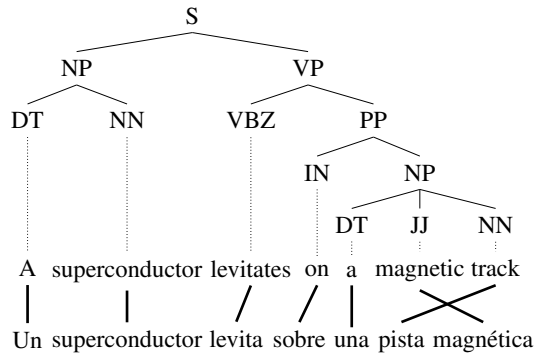 S
NP VP
DT NN VBZ PP
IN NP
DT JJ NN
A superconductor levitates on a magnetic track
Un superconductor levita sobre una pista magnética